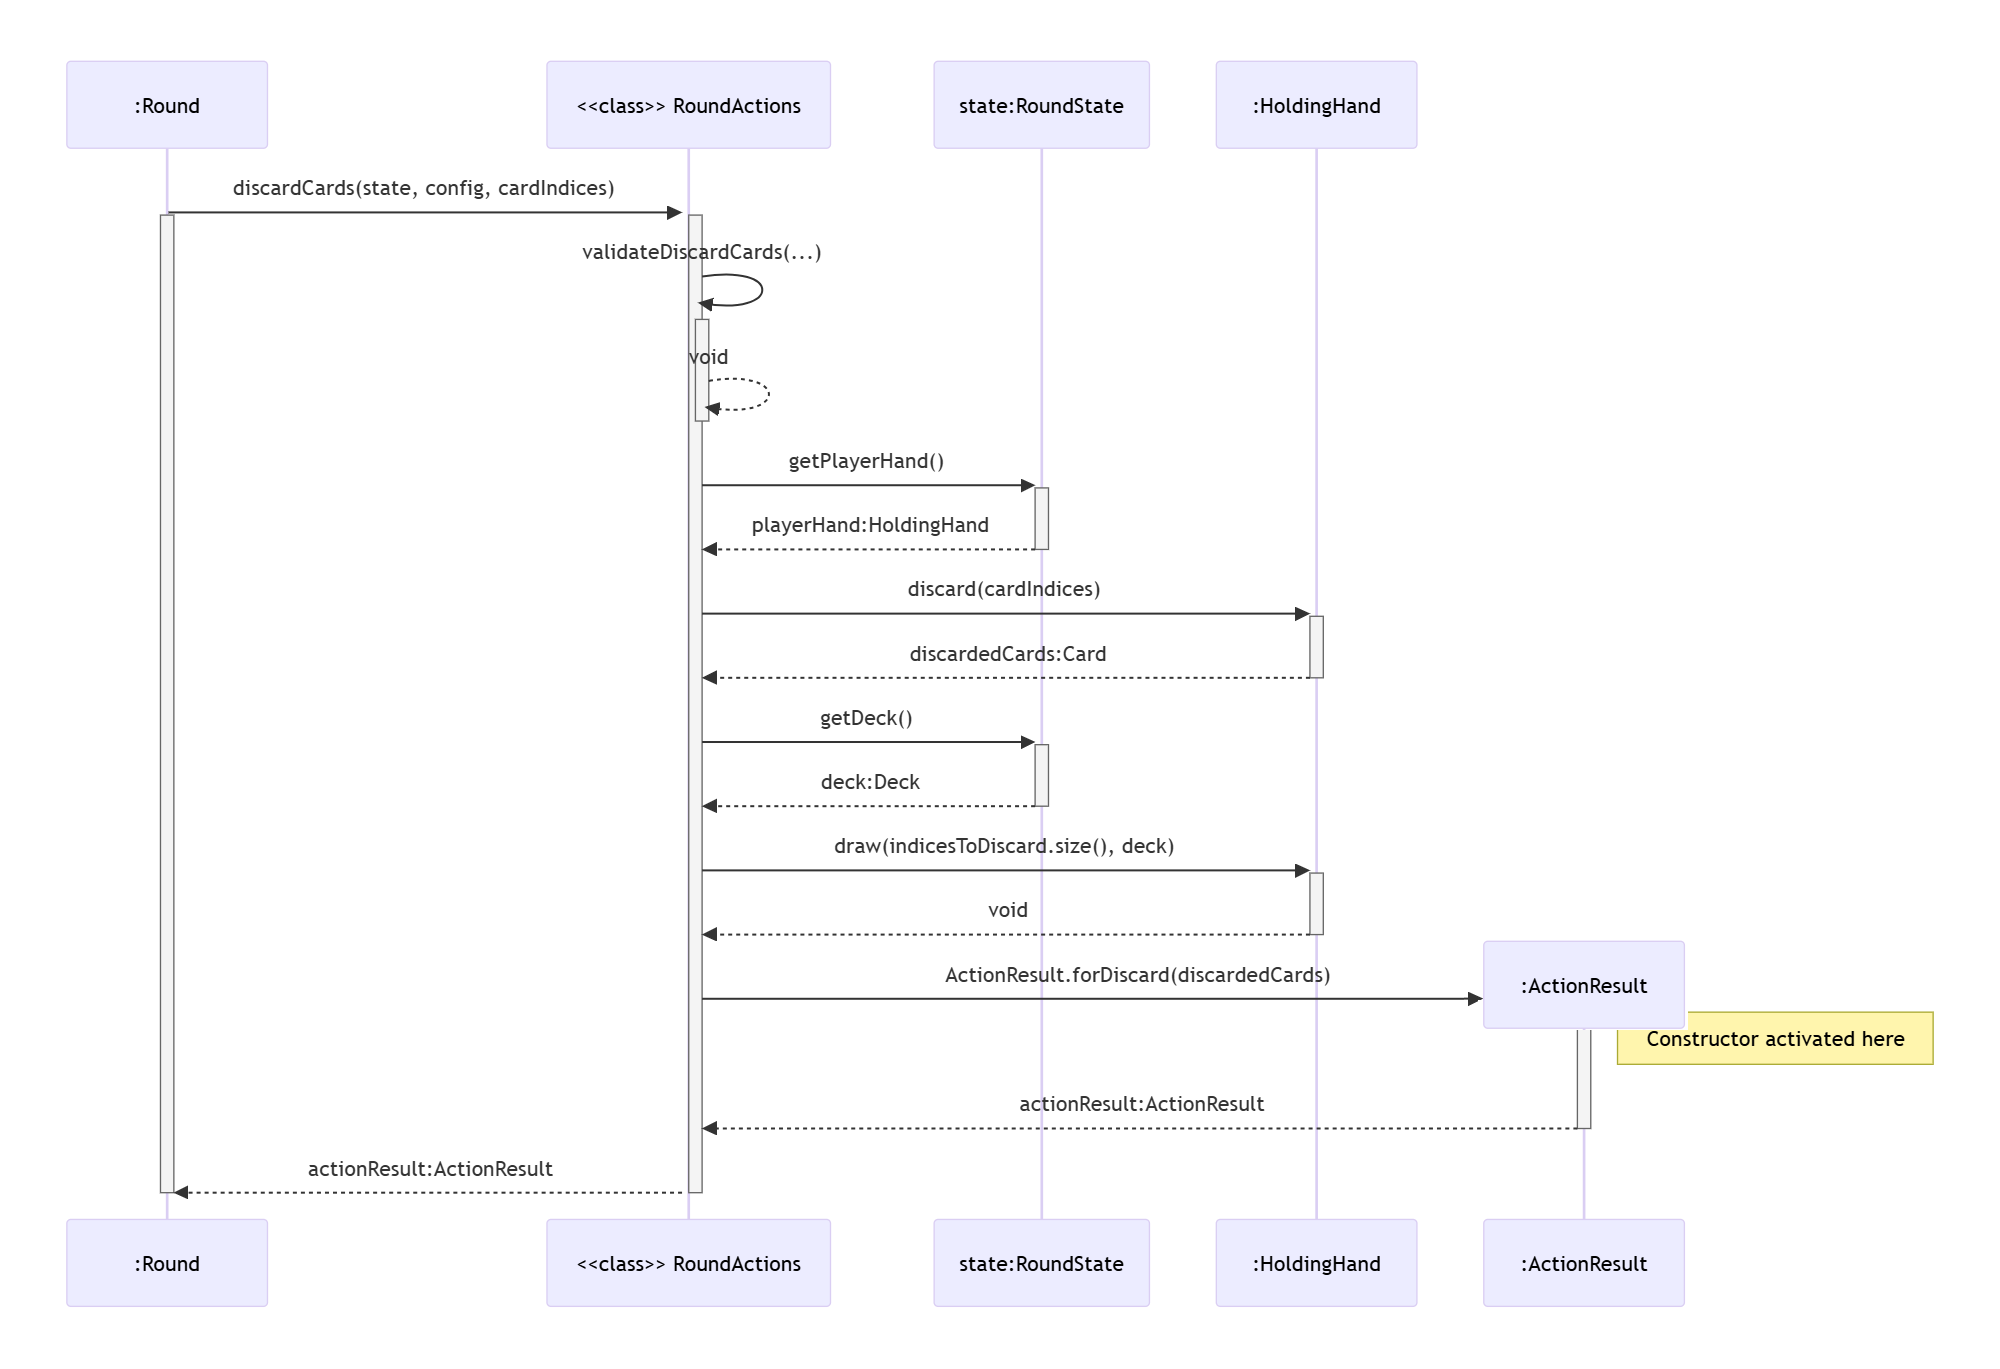 :Round
<<class>> RoundActions
state:RoundState
:HoldingHand
discardCards(state, config, cardIndices)
validateDiscardCards(...)
void
getPlayerHand()
playerHand:HoldingHand
discard(cardIndices)
discardedCards:Card
getDeck()
deck:Deck
draw(indicesToDiscard.size(), deck)
void
ActionResult.forDiscard(discardedCards)
:ActionResult
Constructor activated here
actionResult:ActionResult
actionResult:ActionResult
:Round
<<class>> RoundActions
state:RoundState
:HoldingHand
:ActionResult